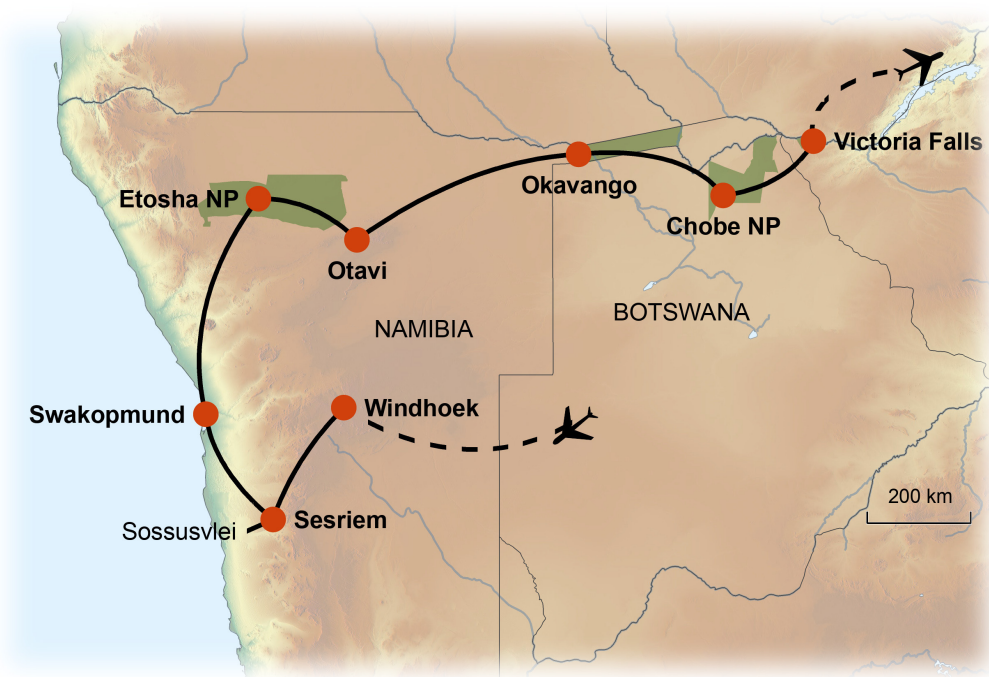 Victoria Falls
Okavango
Etosha NP
Chobe NP
Otavi
BOTSWANA
NAMIBIA
Swakopmund
Windhoek
200 km
Sesriem
Sossusvlei